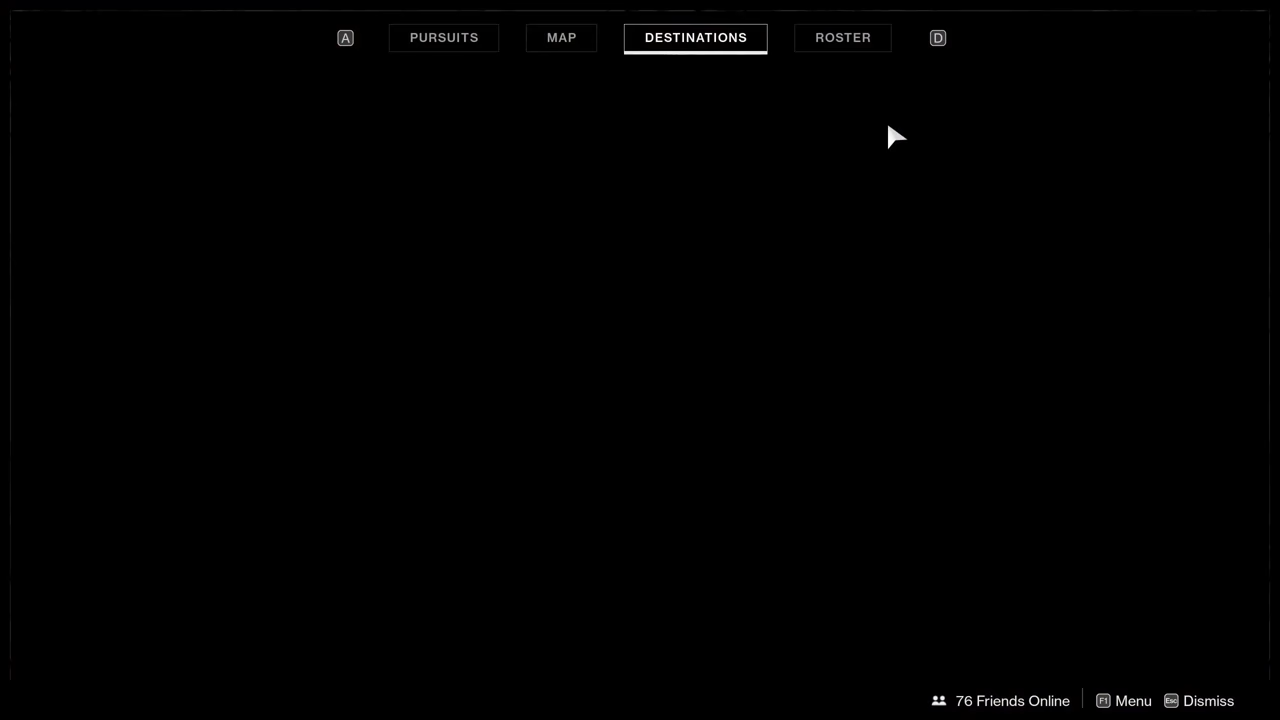 A PURSUITS MAP DESTINATIONS ROSTER D
76 Friends Online F1 Menu Esc Dismiss